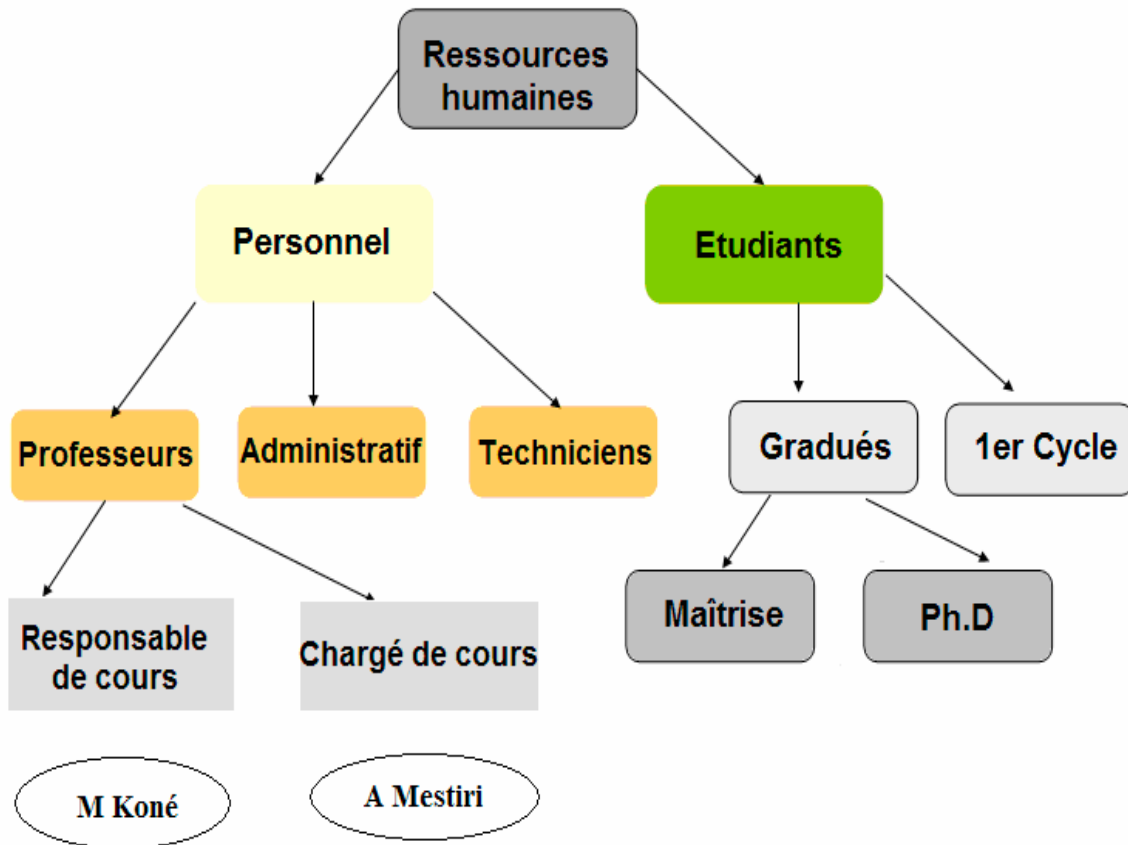 Ressources
humaines
Personnel
Etudiants
Professeurs
Administratif
Techniciens
Gradués
1er Cycle
Responsable
de cours
Chargé de cours
Maîtrise
Ph.D
M Koné
A Mestiri